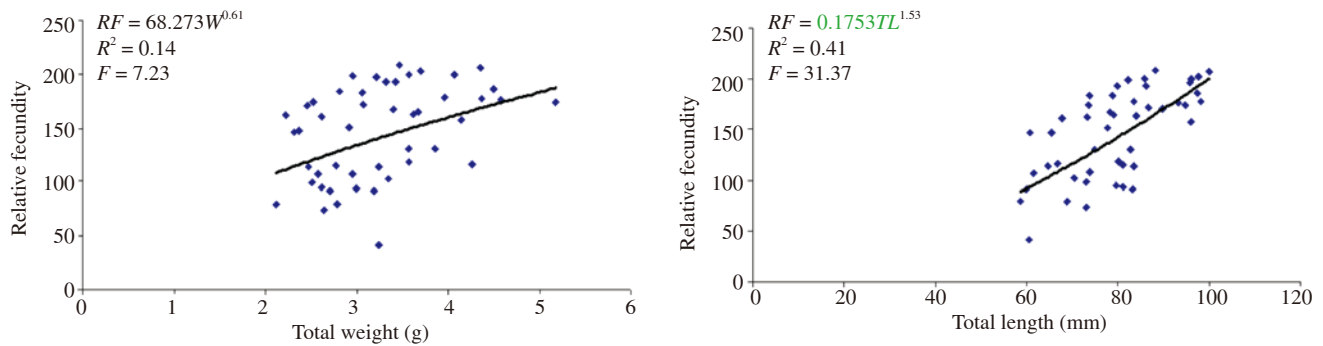 RF = 68.273W^0.61
R² = 0.14
F = 7.23
Relative fecundity
250
200
150
100
50
0
0 1 2 3 4 5 6
Total weight (g)
RF = 0.1753TL^1.53
R² = 0.41
F = 31.37
Relative fecundity
250
200
150
100
50
0
0 20 40 60 80 100 120
Total length (mm)